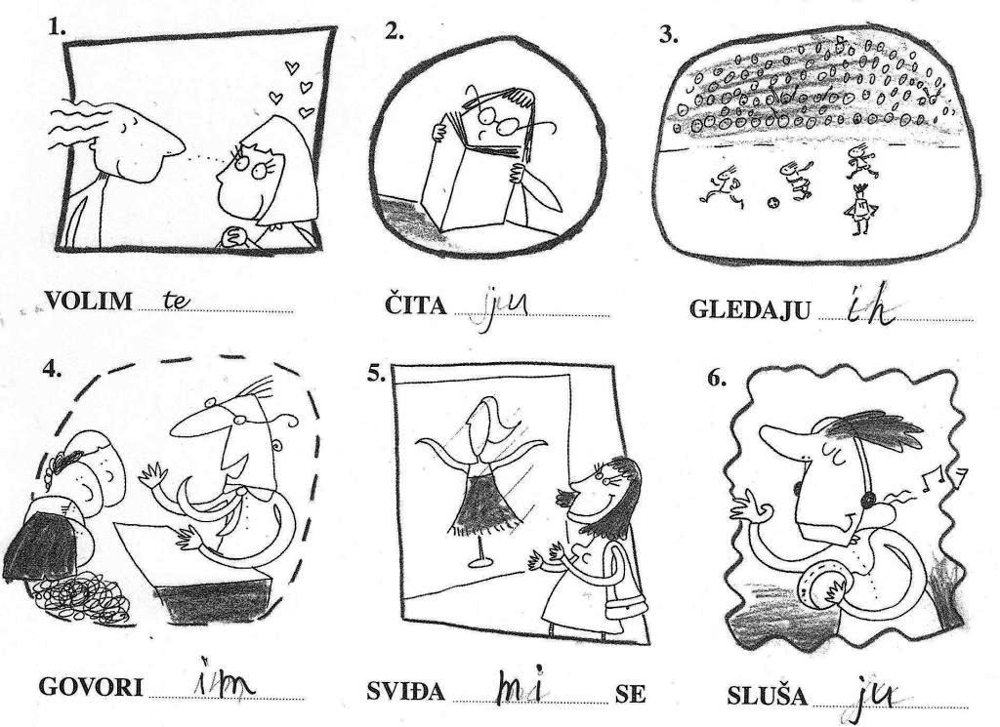 1. 2. 3.
VOLIM te ČITA ju GLEDAJU ih
4. 5. 6.
GOVORI im SVIĐA mi SE SLUŠA ju